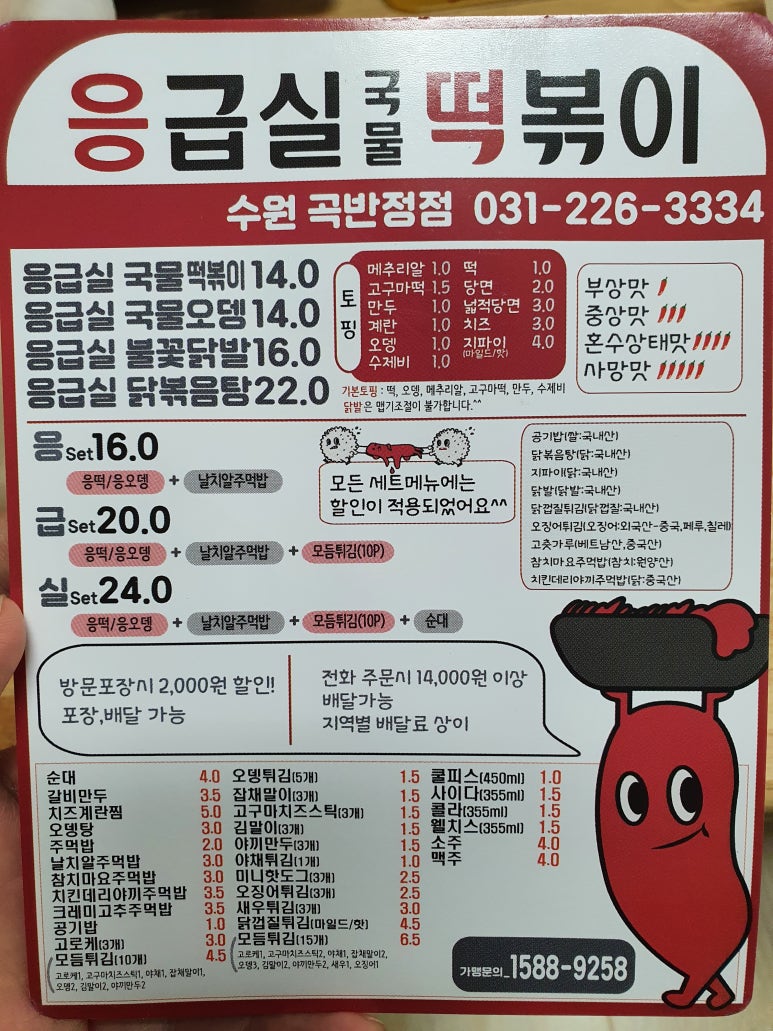 응급실 국물 떡볶이
수원 곡반정점 031-226-3334
응급실 국물떡볶이 14.0
응급실 국물오뎅 14.0
응급실 불꽃닭발 16.0
응급실 닭볶음탕 22.0
토핑
메추리알 1.0 떡 1.0
고구마떡 1.5 당면 2.0
만두 1.0 넓적당면 3.0
계란 1.0 치즈 3.0
오뎅 1.0 지파이 4.0
수제비 1.0 (마일드/핫)
기본토핑 : 떡, 오뎅, 메추리알, 고구마떡, 만두, 수제비
닭발은 맵기조절이 불가합니다.^^
부상맛
중상맛
혼수상태맛
사망맛
응Set 16.0
응떡/응오뎅 + 날치알주먹밥
급Set 20.0
응떡/응오뎅 + 날치알주먹밥 + 모듬튀김(10P)
실Set 24.0
응떡/응오뎅 + 날치알주먹밥 + 모듬튀김(10P) + 순대
모든 세트메뉴에는
할인이 적용되었어요^^
공기밥(쌀:국내산)
닭볶음탕(닭:국내산)
지파이(닭:국내산)
닭발(닭발:국내산)
닭껍질튀김(닭껍질:국내산)
오징어튀김(오징어:외국산-중국,페루,칠레)
고춧가루(베트남산,중국산)
참치마요주먹밥(참치:원양산)
치킨데리야끼주먹밥(닭:중국산)
방문포장시 2,000원 할인!
포장,배달 가능
전화 주문시 14,000원 이상
배달가능
지역별 배달료 상이
순대 4.0
갈비만두 3.5
치즈계란찜 5.0
오뎅탕 3.0
주먹밥 2.0
날치알주먹밥 3.0
참치마요주먹밥 3.0
치킨데리야끼주먹밥 3.5
크레미고추주먹밥 3.5
공기밥 1.0
고로케(3개) 3.0
모듬튀김(10개) 4.5
고로케1, 고구마치즈스틱1, 야채1, 잡채말이1,
오뎅2, 김말이2, 야끼만두2
오뎅튀김(5개) 1.5
잡채말이(3개) 1.5
고구마치즈스틱(3개) 1.5
김말이(3개) 1.5
야끼만두(3개) 1.5
야채튀김(1개) 1.0
미니핫도그(3개) 2.5
오징어튀김(3개) 2.5
새우튀김(3개) 3.0
닭껍질튀김(마일드/핫) 4.5
모듬튀김(15개) 6.5
고로케1, 고구마치즈스틱2, 야채1, 잡채말이2,
오뎅3, 김말이2, 야끼만두2, 새우1, 오징어1
쿨피스(450ml) 1.0
사이다(355ml) 1.5
콜라(355ml) 1.5
웰치스(355ml) 1.5
소주 4.0
맥주 4.0
가맹문의_1588-9258